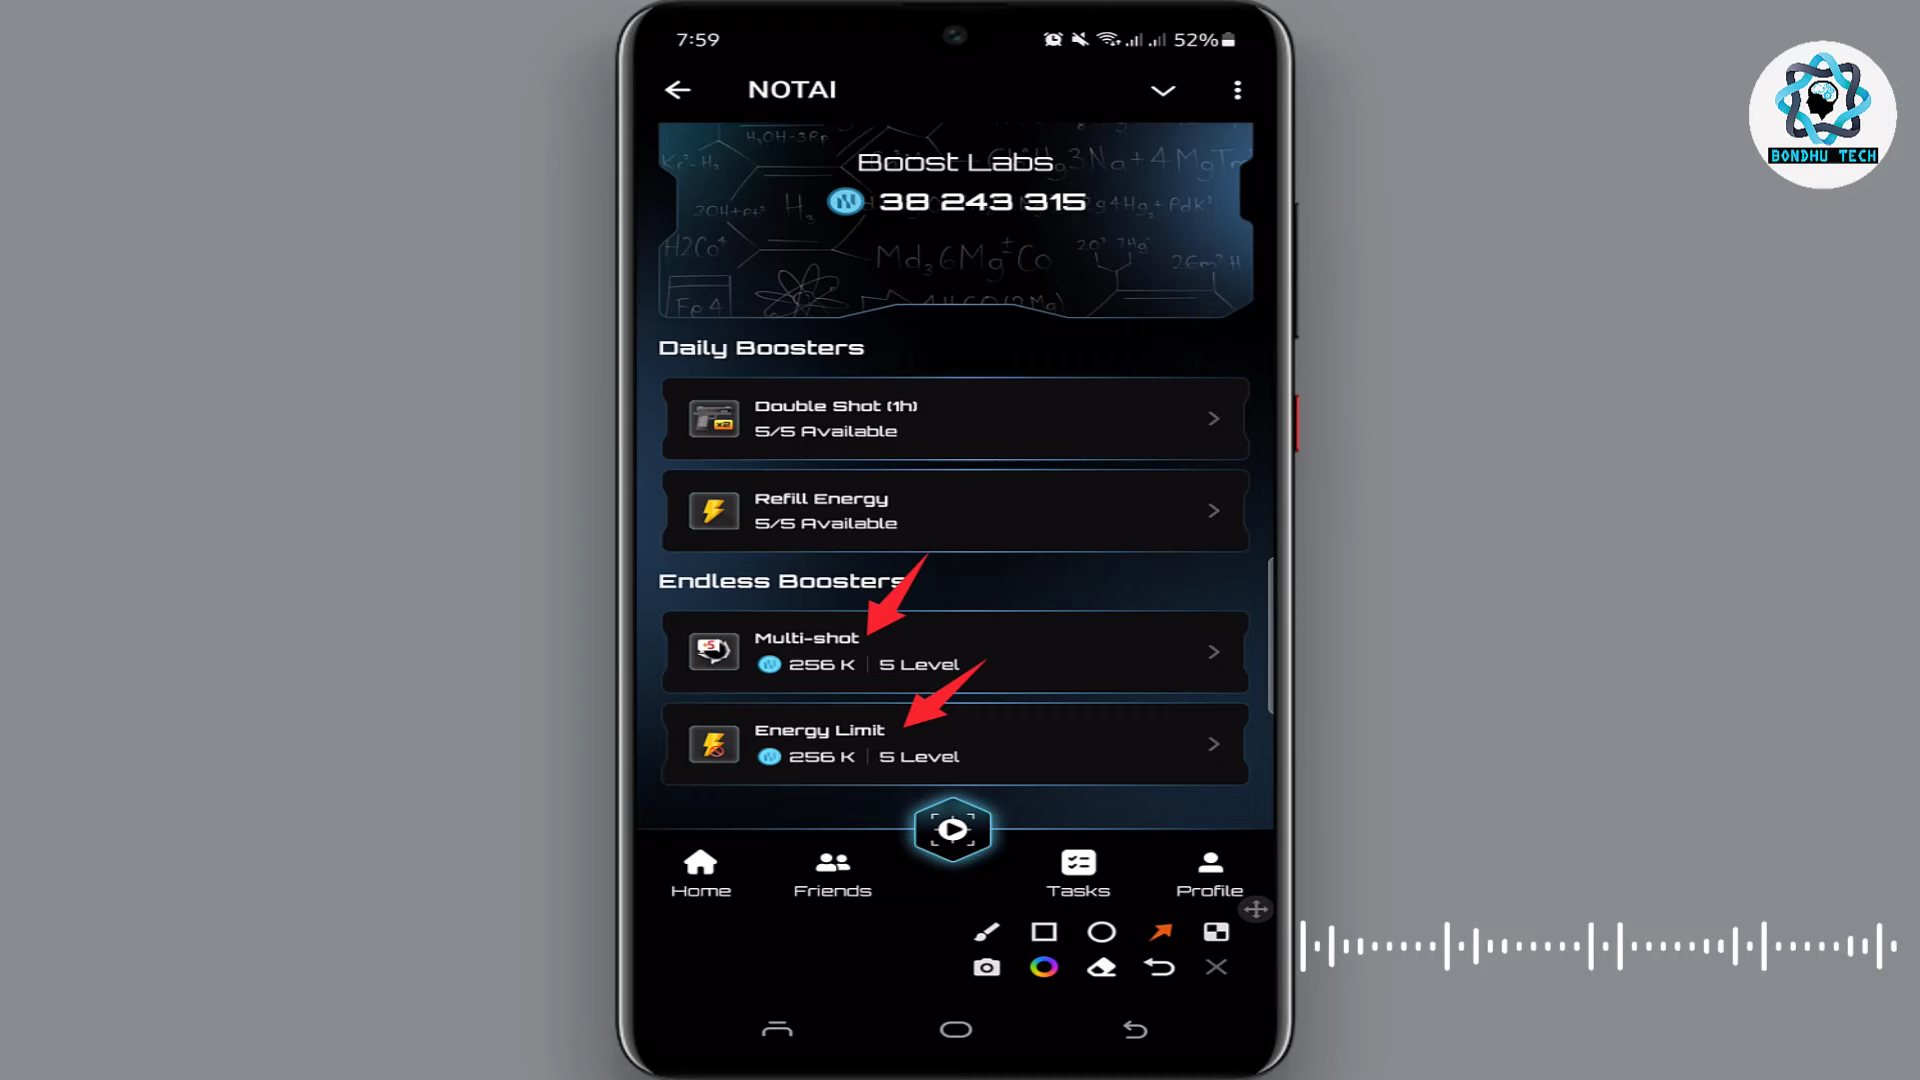 7:59
52%
NOTAI
BONDHU TECH
Boost Labs
38 243 315
Daily Boosters
Double Shot (1h)
5/5 Available
Refill Energy
5/5 Available
Endless Boosters
Multi-shot
256 K | 5 Level
Energy Limit
256 K | 5 Level
Home
Friends
Tasks
Profile